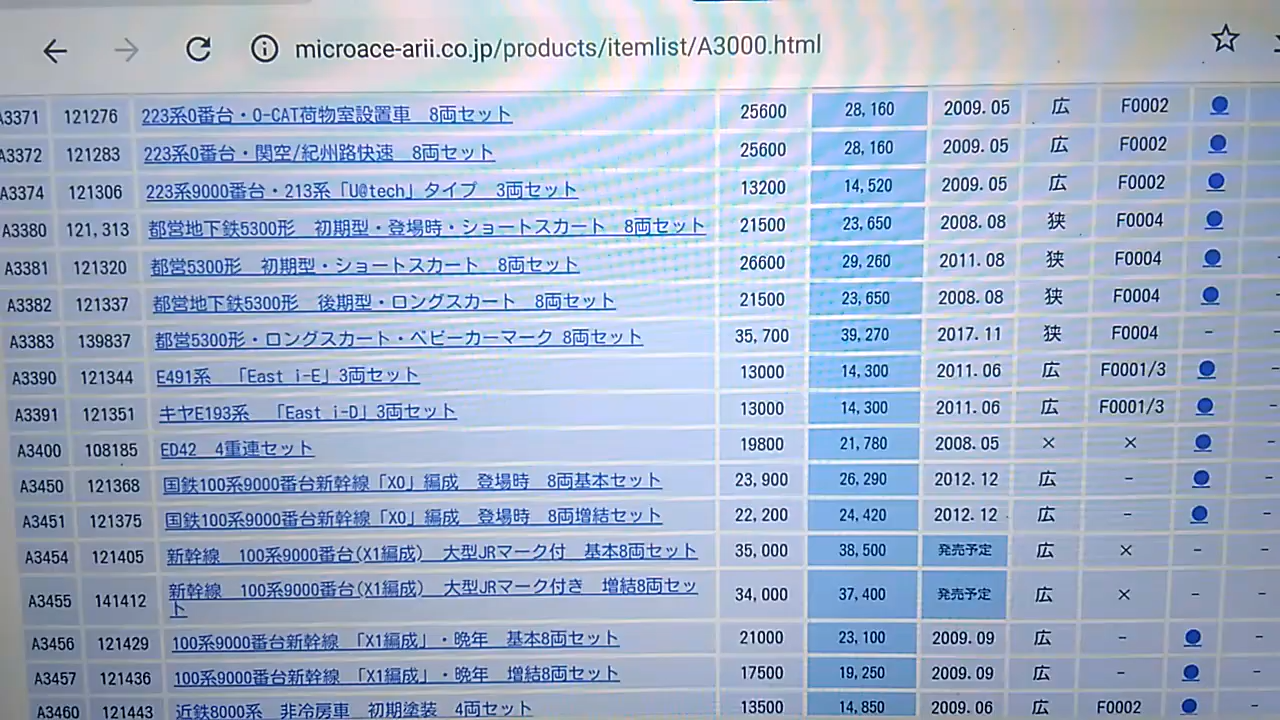 microace-arii.co.jp/products/itemlist/A3000.html
A3371 121276 223系0番台・O-CAT荷物室設置車 8両セット 25600 28,160 2009.05 広 F0002 ●
A3372 121283 223系0番台・関空/紀州路快速 8両セット 25600 28,160 2009.05 広 F0002 ●
A3374 121306 223系9000番台・213系「U@tech」タイプ 3両セット 13200 14,520 2009.05 広 F0002 ●
A3380 121,313 都営地下鉄5300形 初期型・登場時・ショートスカート 8両セット 21500 23,650 2008.08 狭 F0004 ●
A3381 121320 都営5300形 初期型・ショートスカート 8両セット 26600 29,260 2011.08 狭 F0004 ● -
A3382 121337 都営地下鉄5300形 後期型・ロングスカート 8両セット 21500 23,650 2008.08 狭 F0004 ● -
A3383 139837 都営5300形・ロングスカート・ベビーカーマーク 8両セット 35,700 39,270 2017.11 狭 F0004 - -
A3390 121344 E491系 「East i-E」3両セット 13000 14,300 2011.06 広 F0001/3 ● -
A3391 121351 キヤE193系 「East i-D」3両セット 13000 14,300 2011.06 広 F0001/3 ● -
A3400 108185 ED42 4重連セット 19800 21,780 2008.05 × × ● -
A3450 121368 国鉄100系9000番台新幹線「X0」編成 登場時 8両基本セット 23,900 26,290 2012.12 広 - ● -
A3451 121375 国鉄100系9000番台新幹線「X0」編成 登場時 8両増結セット 22,200 24,420 2012.12 広 - ● -
A3454 121405 新幹線 100系9000番台(X1編成) 大型JRマーク付 基本8両セット 35,000 38,500 発売予定 広 × - -
A3455 141412 新幹線 100系9000番台(X1編成) 大型JRマーク付き 増結8両セッ
ト 34,000 37,400 発売予定 広 × - -
A3456 121429 100系9000番台新幹線 「X1編成」・晩年 基本8両セット 21000 23,100 2009.09 広 - ● -
A3457 121436 100系9000番台新幹線 「X1編成」・晩年 増結8両セット 17500 19,250 2009.09 広 - ● -
A3460 121443 近鉄8000系 非冷房車 初期塗装 4両セット 13500 14,850 2009.06 広 F0002 ● -